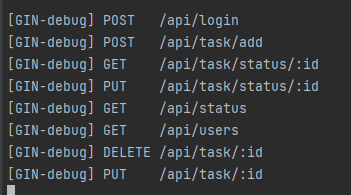 [GIN-debug] POST   /api/login
[GIN-debug] POST   /api/task/add
[GIN-debug] GET    /api/task/status/:id
[GIN-debug] PUT    /api/task/status/:id
[GIN-debug] GET    /api/status
[GIN-debug] GET    /api/users
[GIN-debug] DELETE /api/task/:id
[GIN-debug] PUT    /api/task/:id